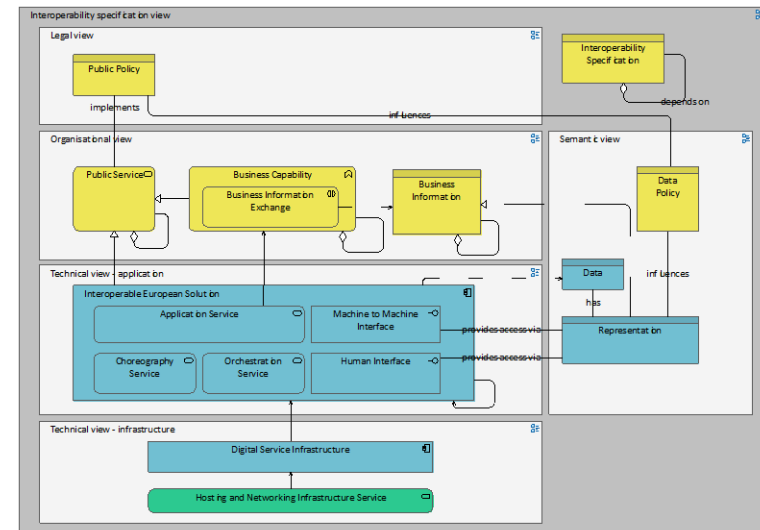 Interoperability specification view
Legal view
Interoperability
Specification
Public Policy
implements
depends on
influences
Organisational view
Semantic view
Public Service
Business Capability
Business Information
Exchange
Business
Information
Data
Policy
Technical view - application
Data
influences
Interoperable European Solution
has
Application Service
Machine to Machine
Interface
provides access via
Representation
Choreography
Service
Orchestration
Service
Human Interface
provides access via
Technical view - infrastructure
Digital Service Infrastructure
Hosting and Networking Infrastructure Service